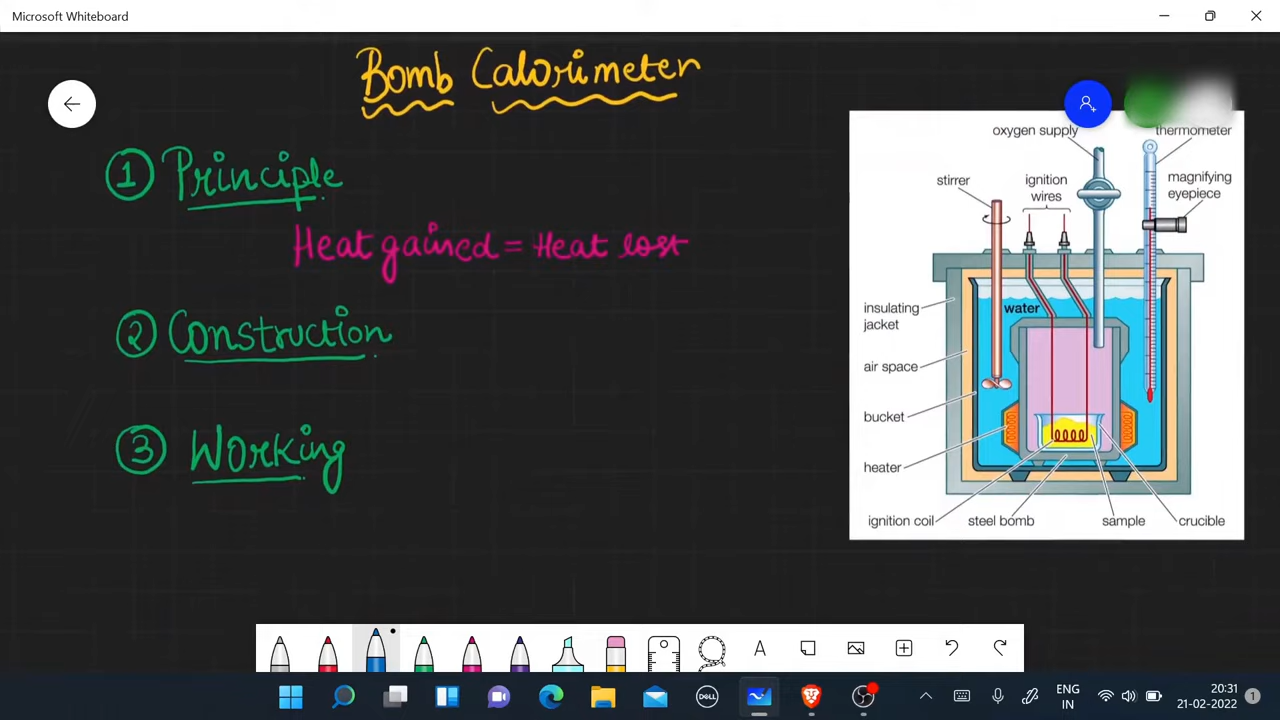 Microsoft Whiteboard
Bomb Calorimeter
1 Principle
Heat gained = Heat lost
2 Construction
3 Working
oxygen supply
thermometer
stirrer
ignition
wires
magnifying
eyepiece
insulating
jacket
water
air space
bucket
heater
ignition coil
steel bomb
sample
crucible
A
DELL
ENG
IN
20:31
21-02-2022
1